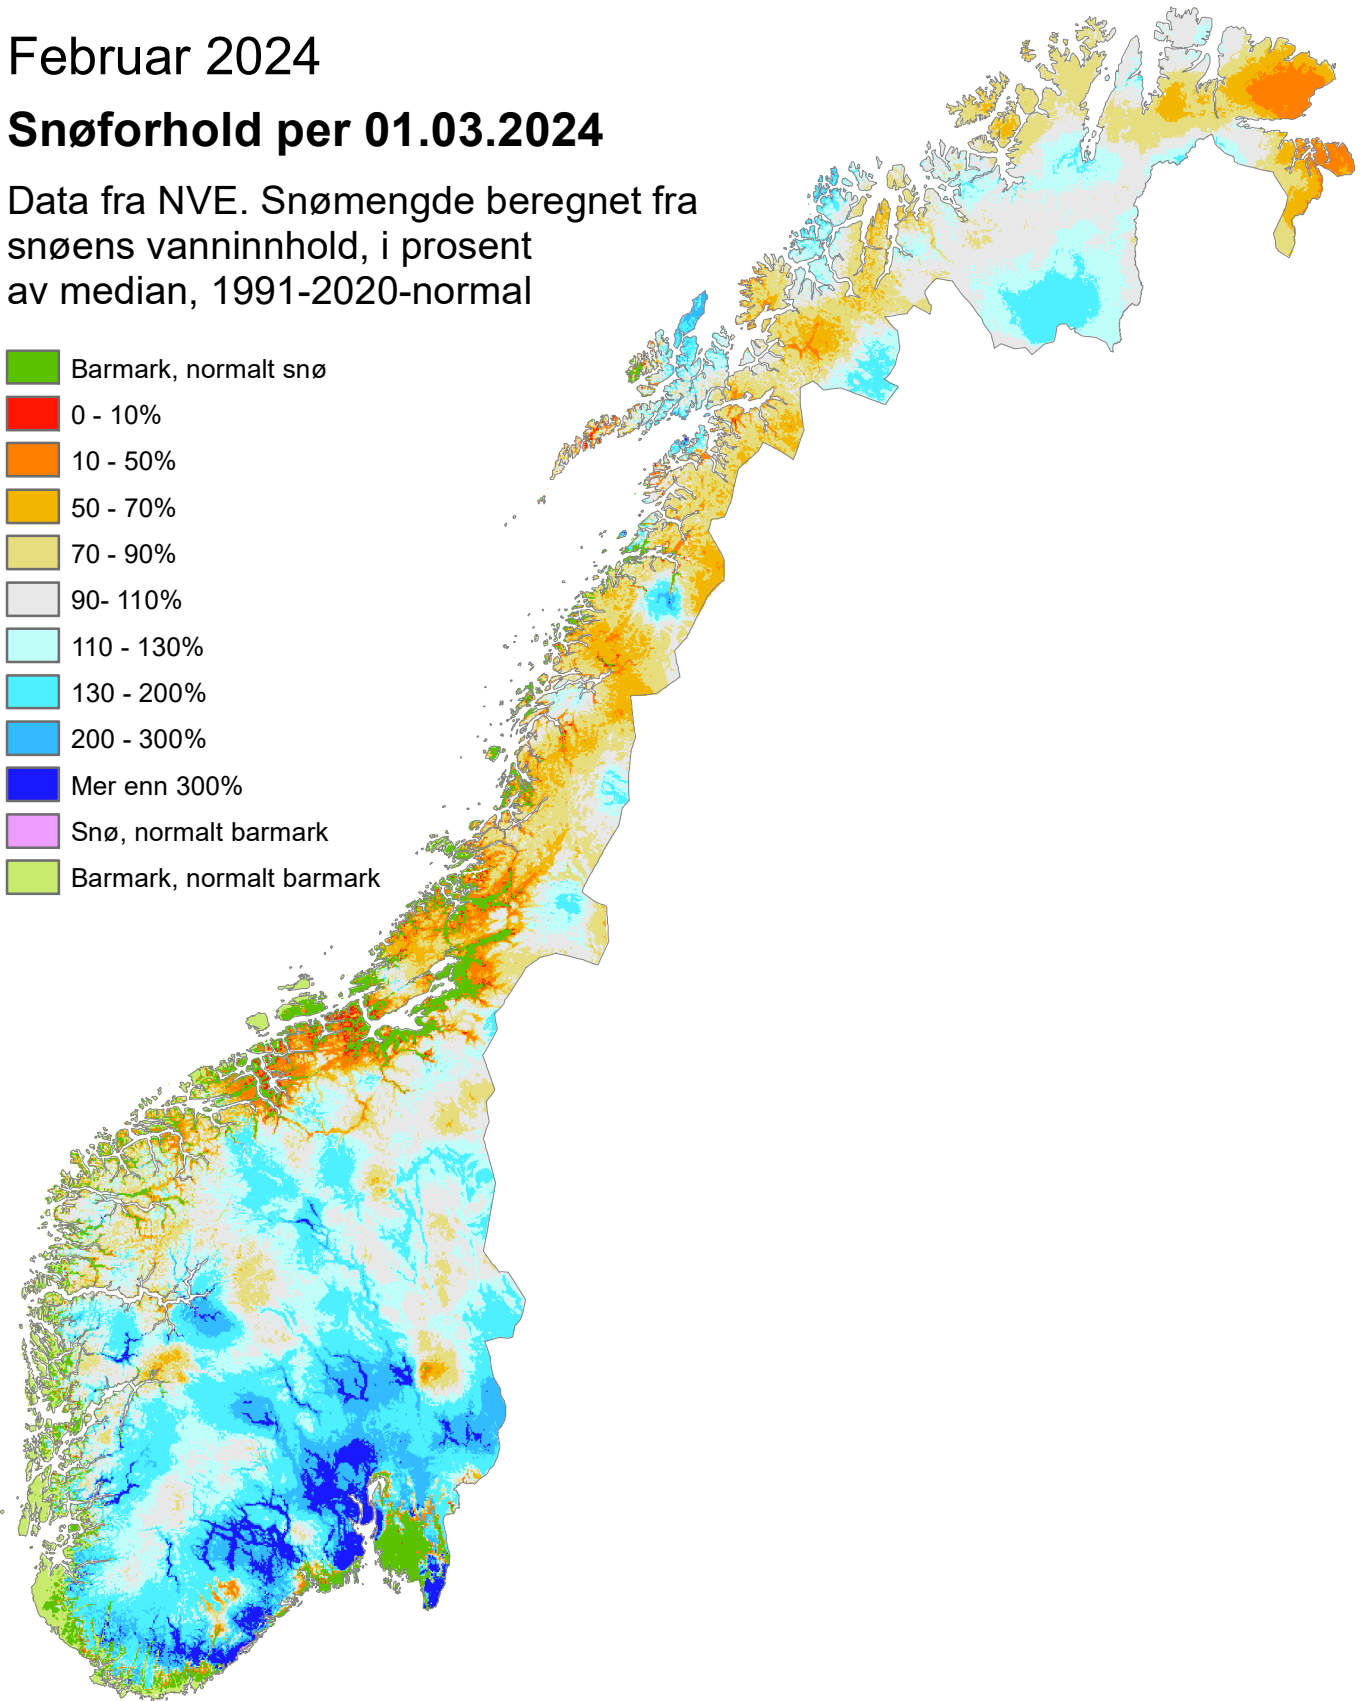 Februar 2024
Snøforhold per 01.03.2024
Data fra NVE. Snømengde beregnet fra
snøens vanninnhold, i prosent
av median, 1991-2020-normal
Barmark, normalt snø
0 - 10%
10 - 50%
50 - 70%
70 - 90%
90- 110%
110 - 130%
130 - 200%
200 - 300%
Mer enn 300%
Snø, normalt barmark
Barmark, normalt barmark